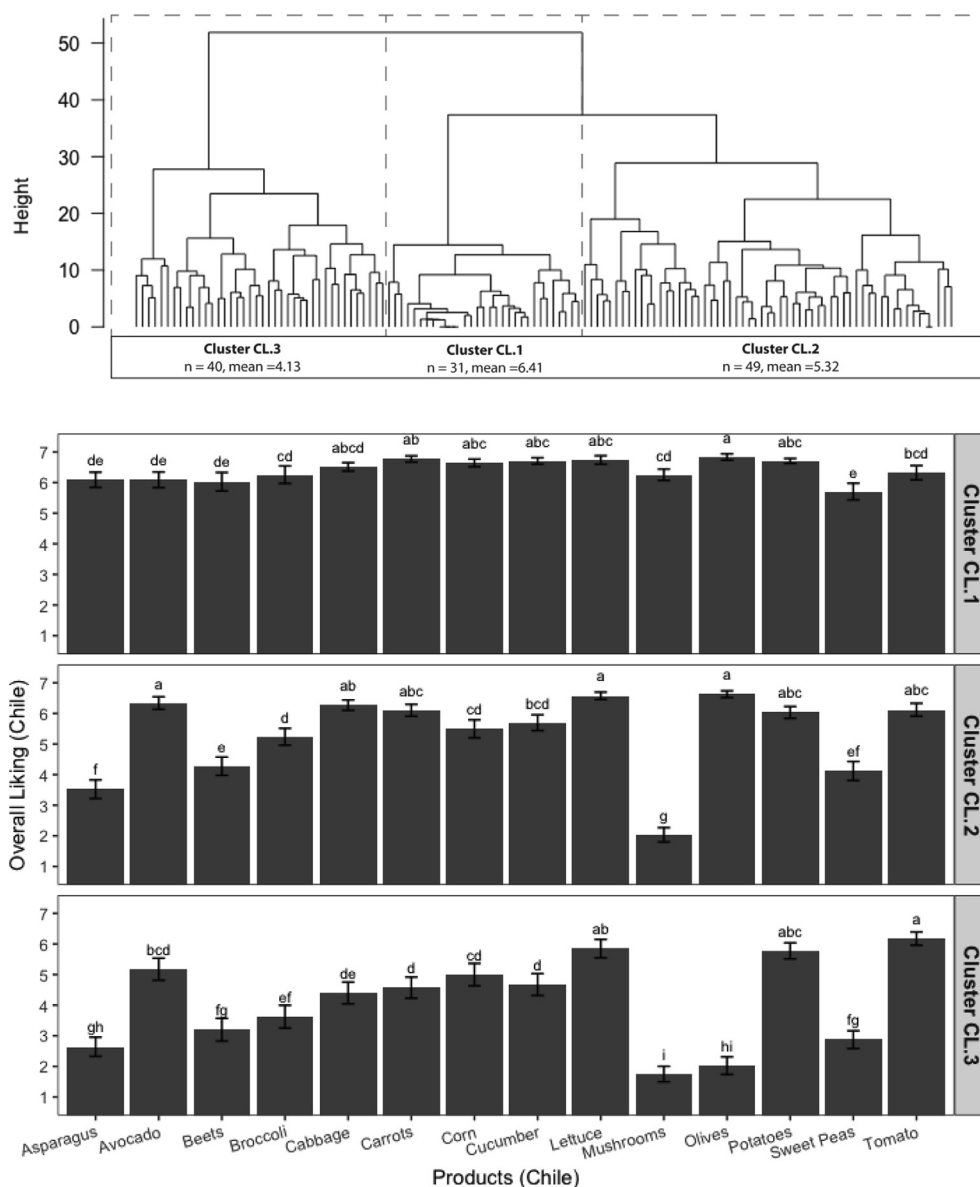 50
40
30
20
10
0
Height
Cluster CL.3 Cluster CL.1 Cluster CL.2
n = 40, mean =4.13 n = 31, mean =6.41 n = 49, mean =5.32
Overall Liking (Chile)
7
6
5
4
3
2
1
de de de cd abcd ab abc abc abc cd a abc e bcd
Cluster CL.1
7
6
5
4
3
2
1
f a e d ab abc cd bcd a g a abc ef abc
Cluster CL.2
7
6
5
4
3
2
1
gh bcd fg ef de d cd d ab i hi abc fg a
Cluster CL.3
Asparagus Avocado Beets Broccoli Cabbage Carrots Corn Cucumber Lettuce Mushrooms Olives Potatoes Sweet Peas Tomato
Products (Chile)